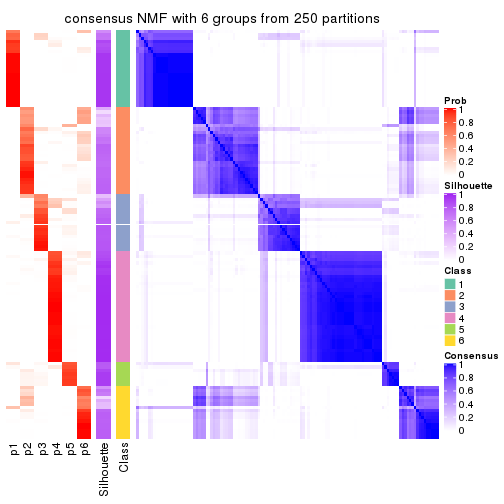 consensus NMF with 6 groups from 250 partitions
Prob
1
0.8
0.6
0.4
0.2
0
Silhouette
1
0.8
0.6
0.4
0.2
0
Class
1
2
3
4
5
6
Consensus
1
0.8
0.6
0.4
0.2
0
p1
p2
p3
p4
p5
p6
Silhouette
Class